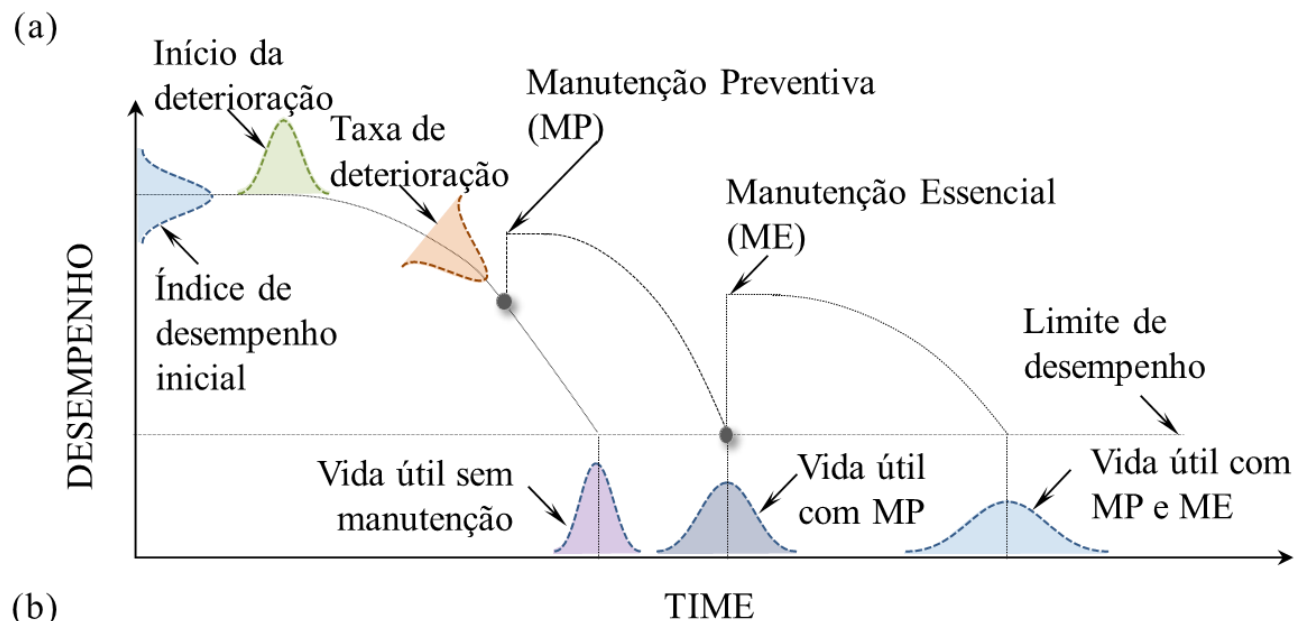 (a)
Início da
deterioração
Taxa de
deterioração
Manutenção Preventiva
(MP)
Manutenção Essencial
(ME)
Índice de
desempenho
inicial
Limite de
desempenho
DESEMPENHO
Vida útil sem
manutenção
Vida útil
com MP
Vida útil com
MP e ME
TIME
(b)